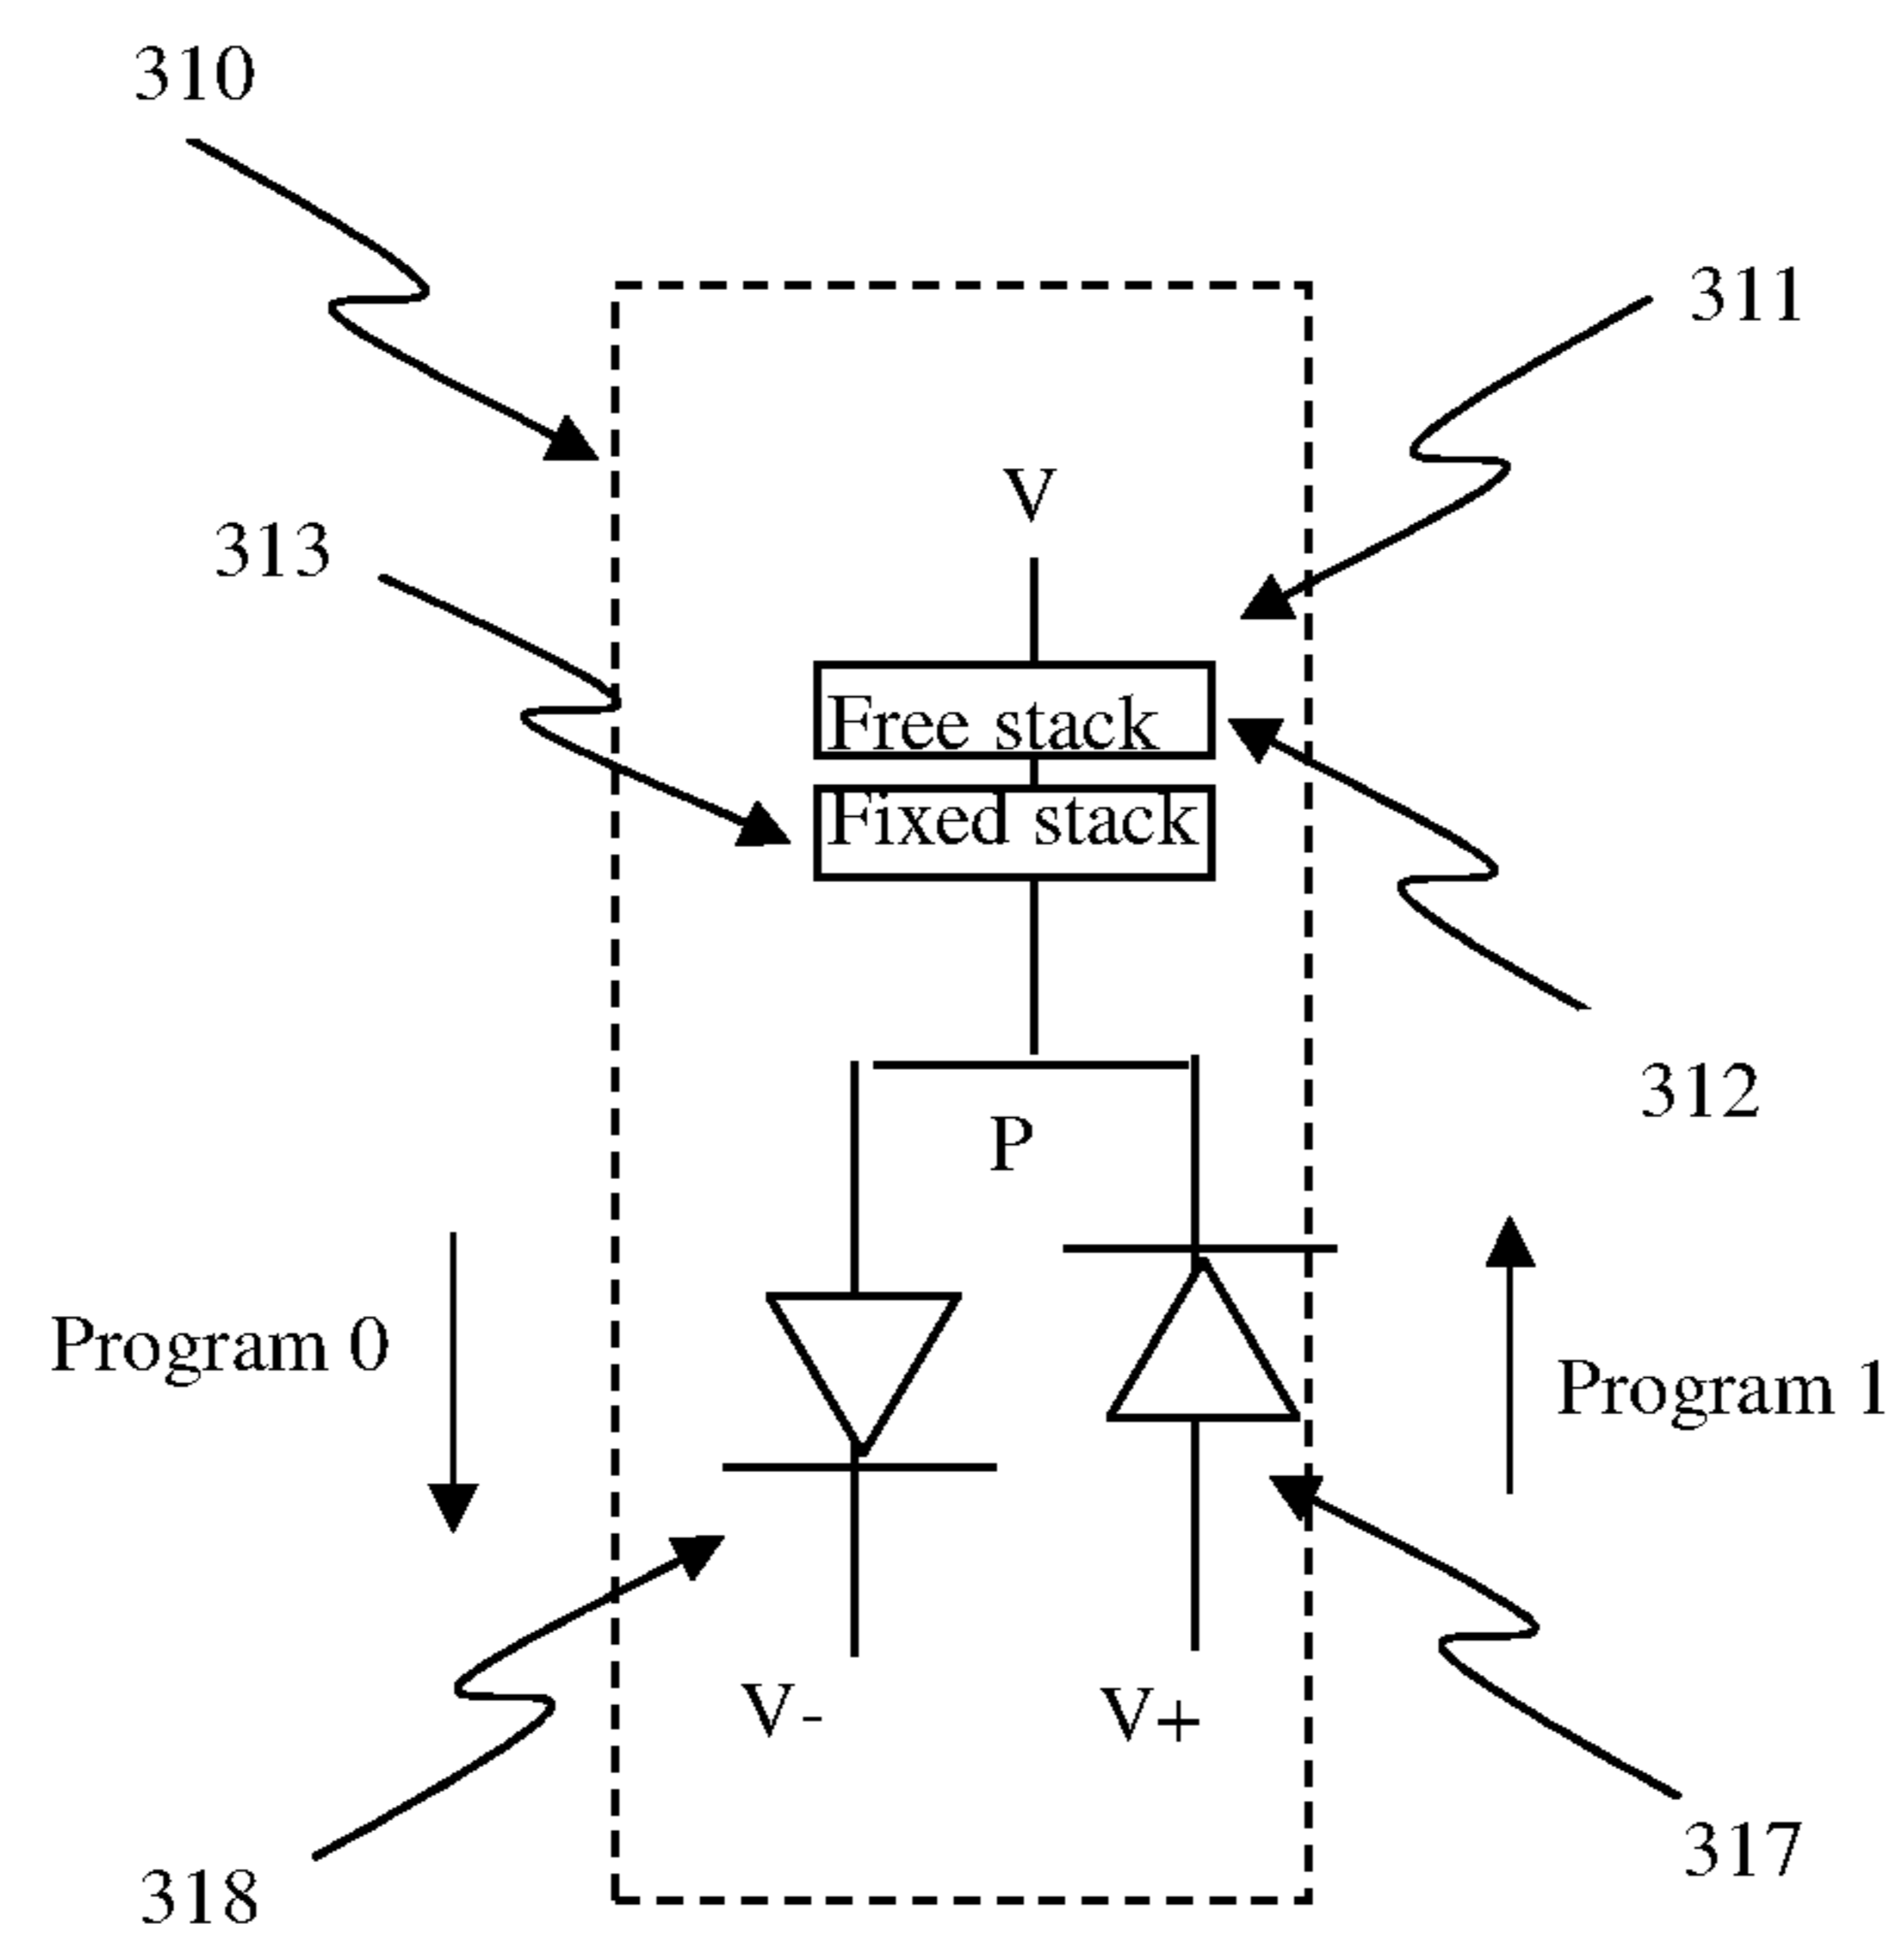 310
311
V
313
Free stack
Fixed stack
312
P
Program 0
Program 1
V-
V+
317
318